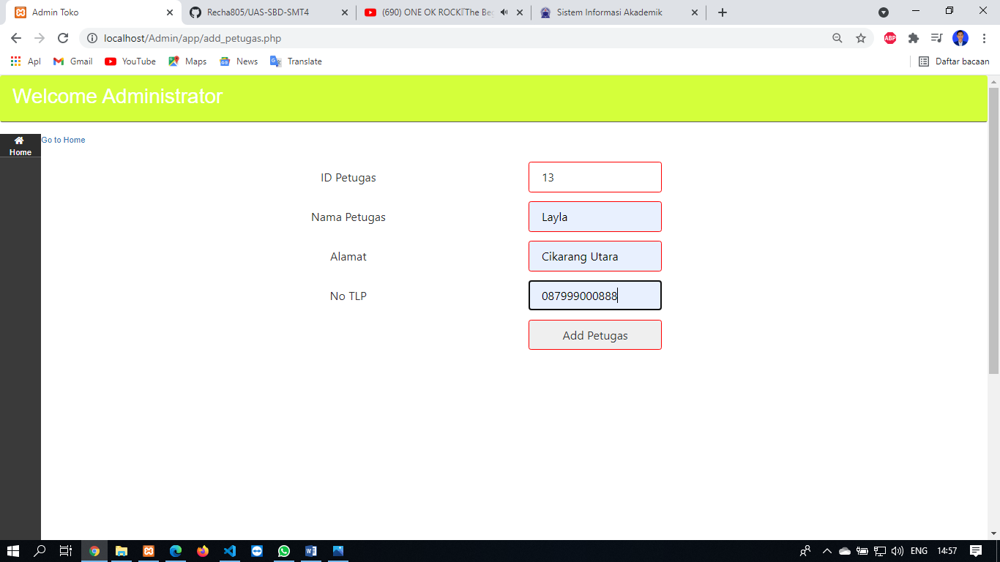 Admin Toko
Recha805/UAS-SBD-SMT4
(690) ONE OK ROCK『The Beg
Sistem Informasi Akademik
localhost/Admin/app/add_petugas.php
ABP
Apl
Gmail
YouTube
Maps
News
Translate
Daftar bacaan
Welcome Administrator
Home
Go to Home
ID Petugas
13
Nama Petugas
Layla
Alamat
Cikarang Utara
No TLP
087999000888
Add Petugas
ENG
14:57